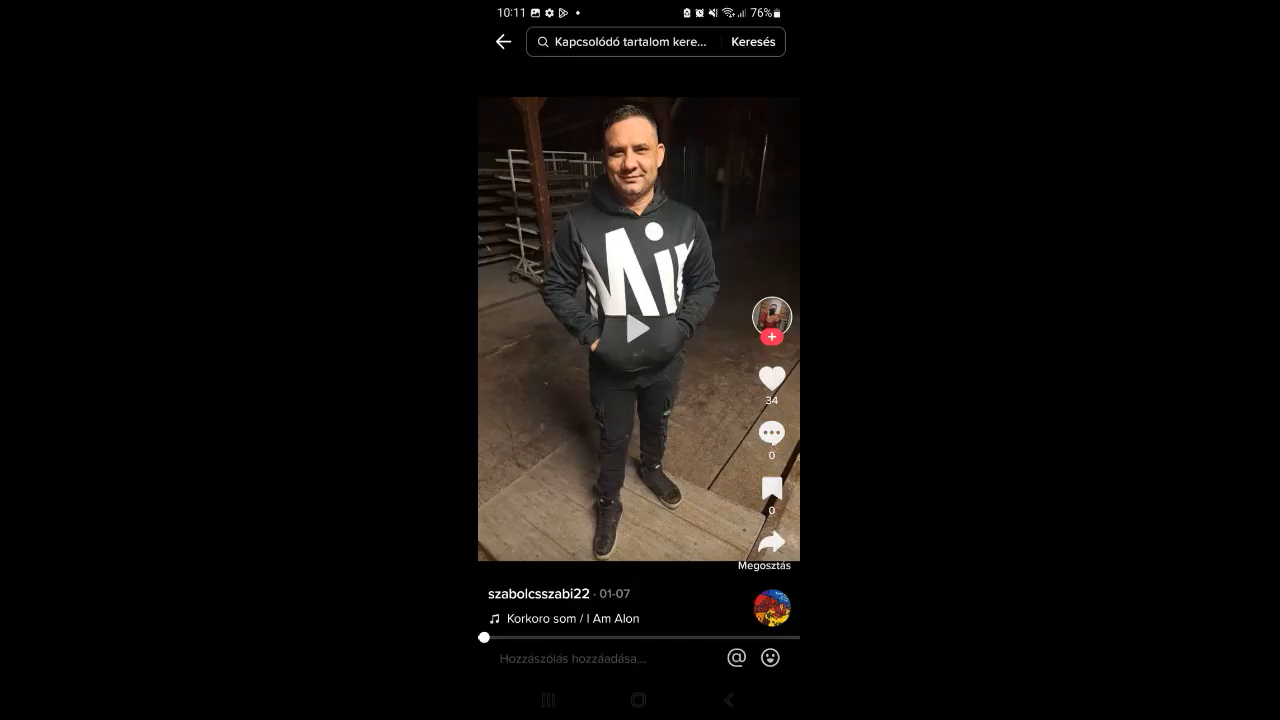 10:11
76%
Kapcsolódó tartalom kere...
Keresés
Mir
34
0
0
Megosztás
szabolcsszabi22 · 01-07
Korkoro som / I Am Alon
Hozzászólás hozzáadása...